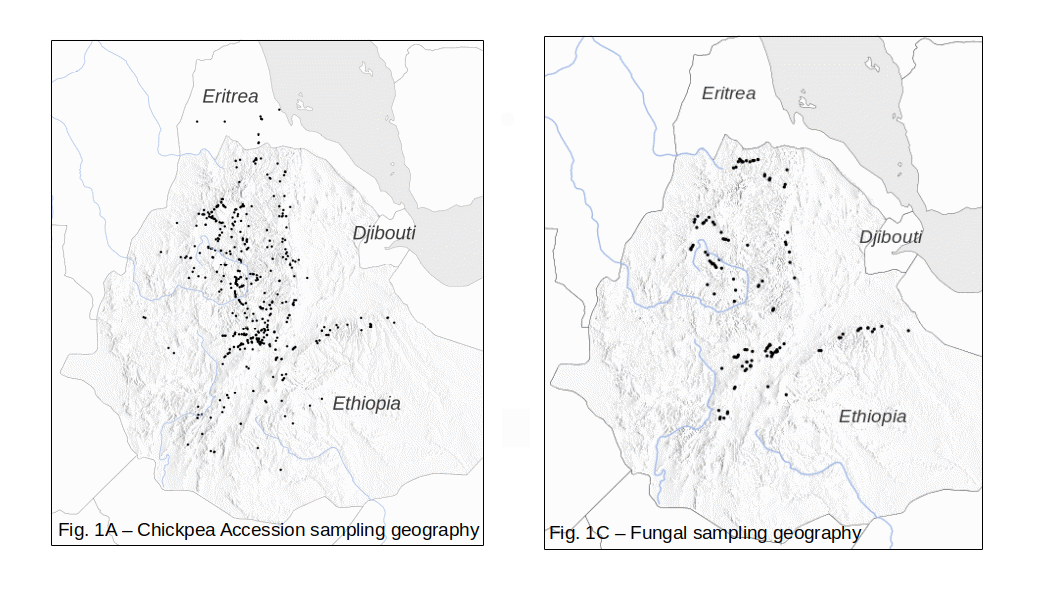 Eritrea
Djibouti
Ethiopia
Fig. 1A – Chickpea Accession sampling geography
Eritrea
Djibouti
Ethiopia
Fig. 1C – Fungal sampling geography